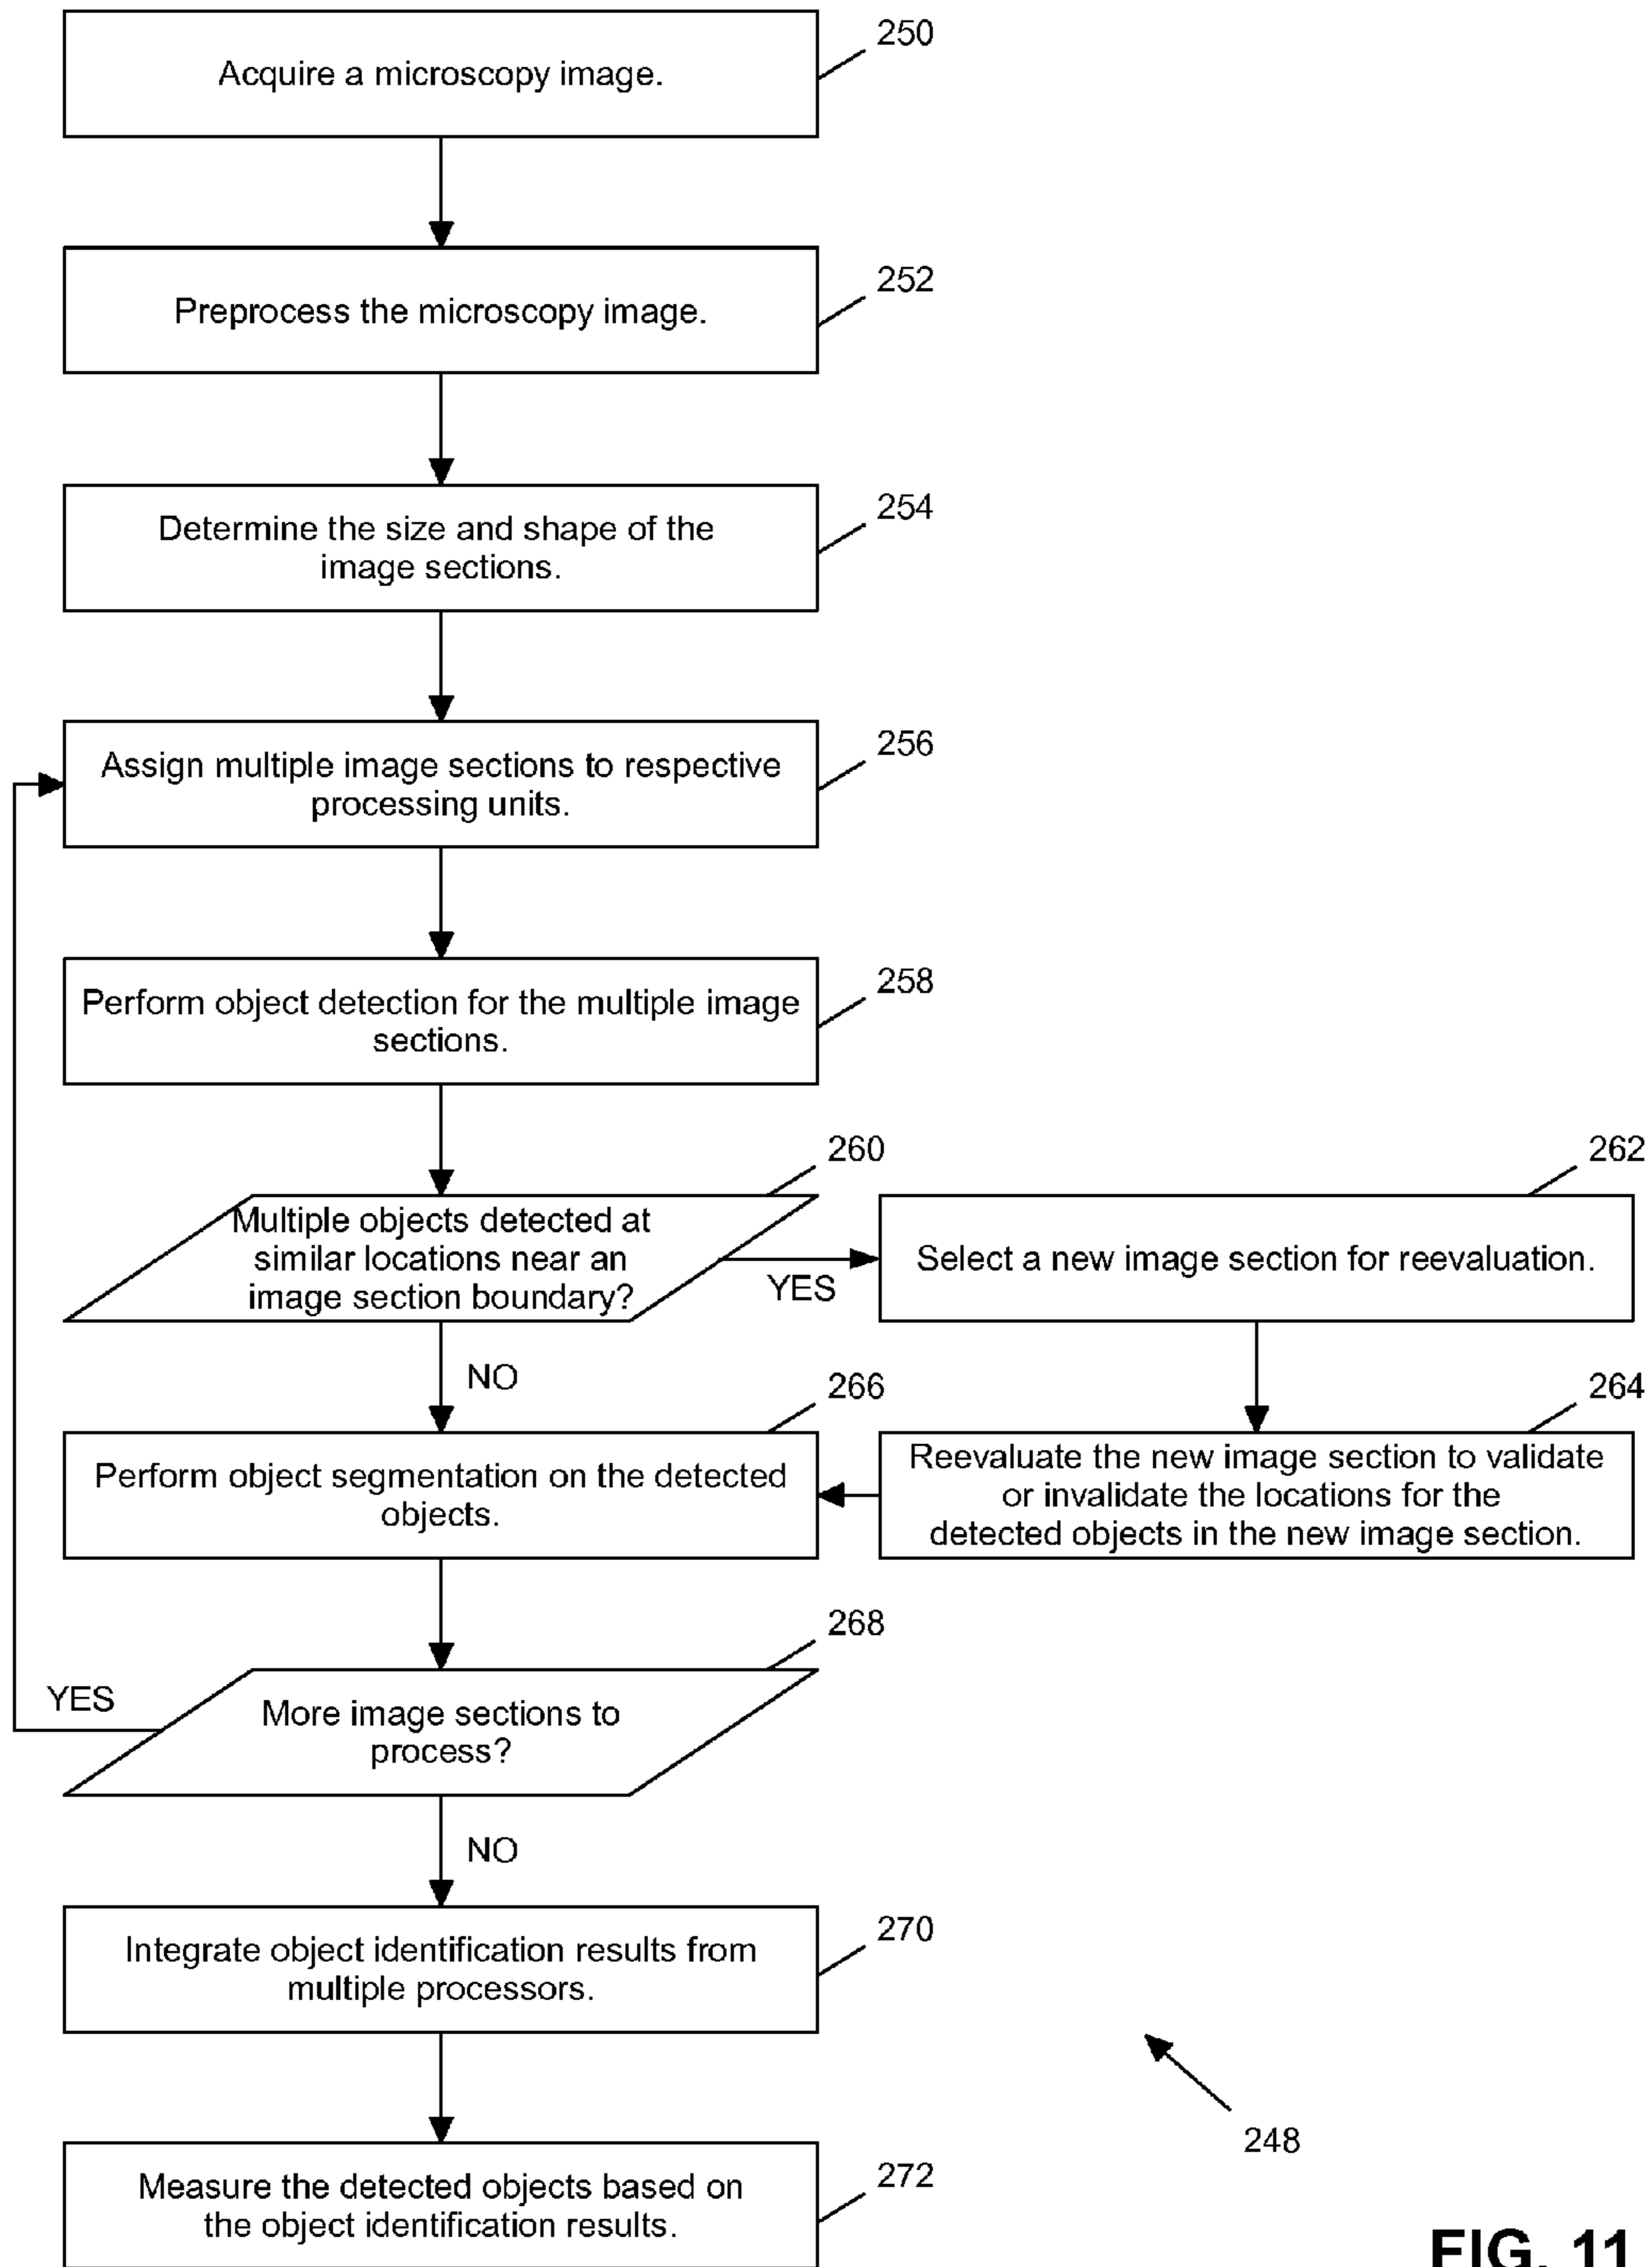 250
Acquire a microscopy image.
252
Preprocess the microscopy image.
254
Determine the size and shape of the
image sections.
256
Assign multiple image sections to respective
processing units.
258
Perform object detection for the multiple image
sections.
260
Multiple objects detected at
similar locations near an
image section boundary?
YES
262
Select a new image section for reevaluation.
NO
264
Reevaluate the new image section to validate
or invalidate the locations for the
detected objects in the new image section.
266
Perform object segmentation on the detected
objects.
268
More image sections to
process?
YES
NO
270
Integrate object identification results from
multiple processors.
248
272
Measure the detected objects based on
the object identification results.
FIG. 11